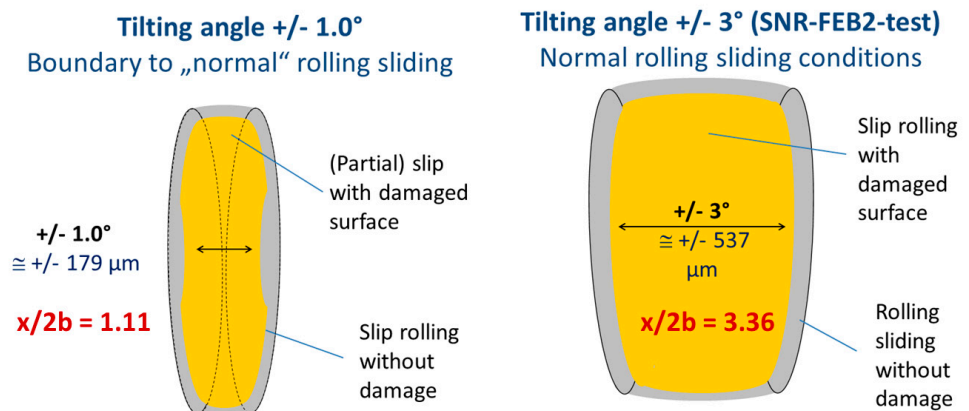 Tilting angle +/- 1.0°
Boundary to „normal“ rolling sliding
(Partial) slip
with damaged
surface
+/- 1.0°
≅ +/- 179 µm
x/2b = 1.11
Slip rolling
without
damage
Tilting angle +/- 3° (SNR-FEB2-test)
Normal rolling sliding conditions
Slip rolling
with
damaged
surface
+/- 3°
≅ +/- 537
µm
x/2b = 3.36
Rolling
sliding
without
damage